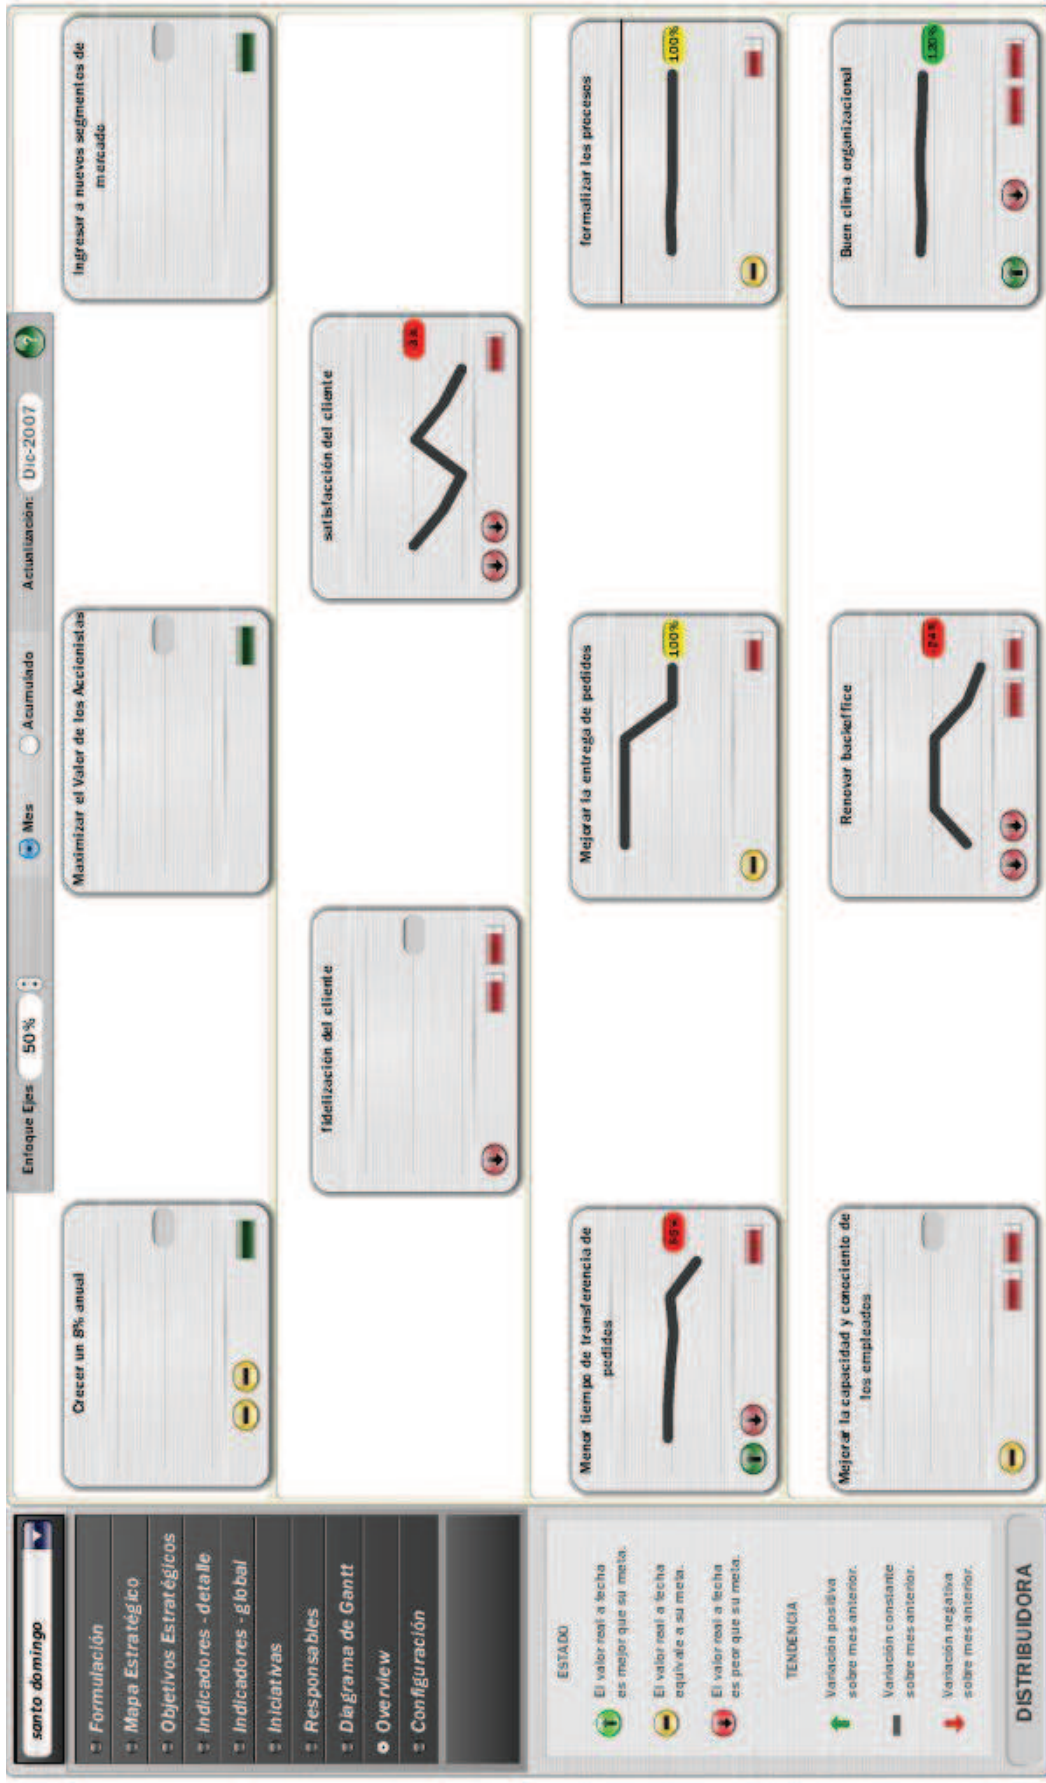 santo domingo
Formulación
Mapa Estratégico
Objetivos Estratégicos
Indicadores - detalle
Indicadores - global
Iniciativas
Responsables
Diagrama de Gantt
Overview
Configuración
ESTADO
El valor real a fecha
es mejor que su meta.
El valor real a fecha
equivale a su meta.
El valor real a fecha
es peor que su meta.
TENDENCIA
Variación positiva
sobre mes anterior.
Variación constante
sobre mes anterior.
Variación negativa
sobre mes anterior.
DISTRIBUIDORA
Enfoque Ejes 50% Mes Acumulado Actualización: Dic-2007 ?
Crecer un 8% anual
Maximizar el Valor de los Accionistas
Ingresar a nuevos segmentos de
mercado
fidelización del cliente
satisfacción del cliente
Menor tiempo de transferencia de
pedidos
Mejorar la entrega de pedidos
100%
formalizar los procesos
100%
Mejorar la capacidad y conociento de
los empleados
Renovar backoffice
Buen clima organizacional
120%